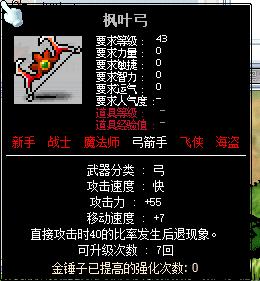 枫叶弓
要求等级： 43
要求力量： 0
要求敏捷： 0
要求智力： 0
要求运气： 0
要求人气度： -
道具等级： -
道具经验值： -
新手 战士 魔法师 弓箭手 飞侠 海盗
武器分类 ： 弓
攻击速度 ： 快
攻击力 ： +55
移动速度 ： +7
直接攻击时40的比率发生后退现象。
可升级次数 ： 7回
金锤子已提高的强化次数: 0